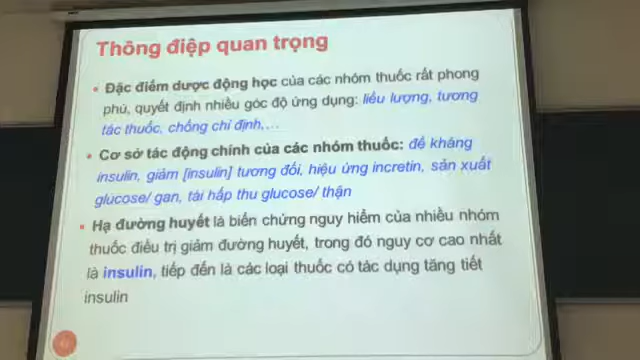 Thông điệp quan trọng
• Đặc điểm dược động học của các nhóm thuốc rất phong
phú, quyết định nhiều góc độ ứng dụng: liều lượng, tương
tác thuốc, chống chỉ định,...
• Cơ sở tác động chính của các nhóm thuốc: đề kháng
insulin, giảm [insulin] tương đối, hiệu ứng incretin, sản xuất
glucose/ gan, tái hấp thu glucose/ thận
• Hạ đường huyết là biến chứng nguy hiểm của nhiều nhóm
thuốc điều trị giảm đường huyết, trong đó nguy cơ cao nhất
là insulin, tiếp đến là các loại thuốc có tác dụng tăng tiết
insulin